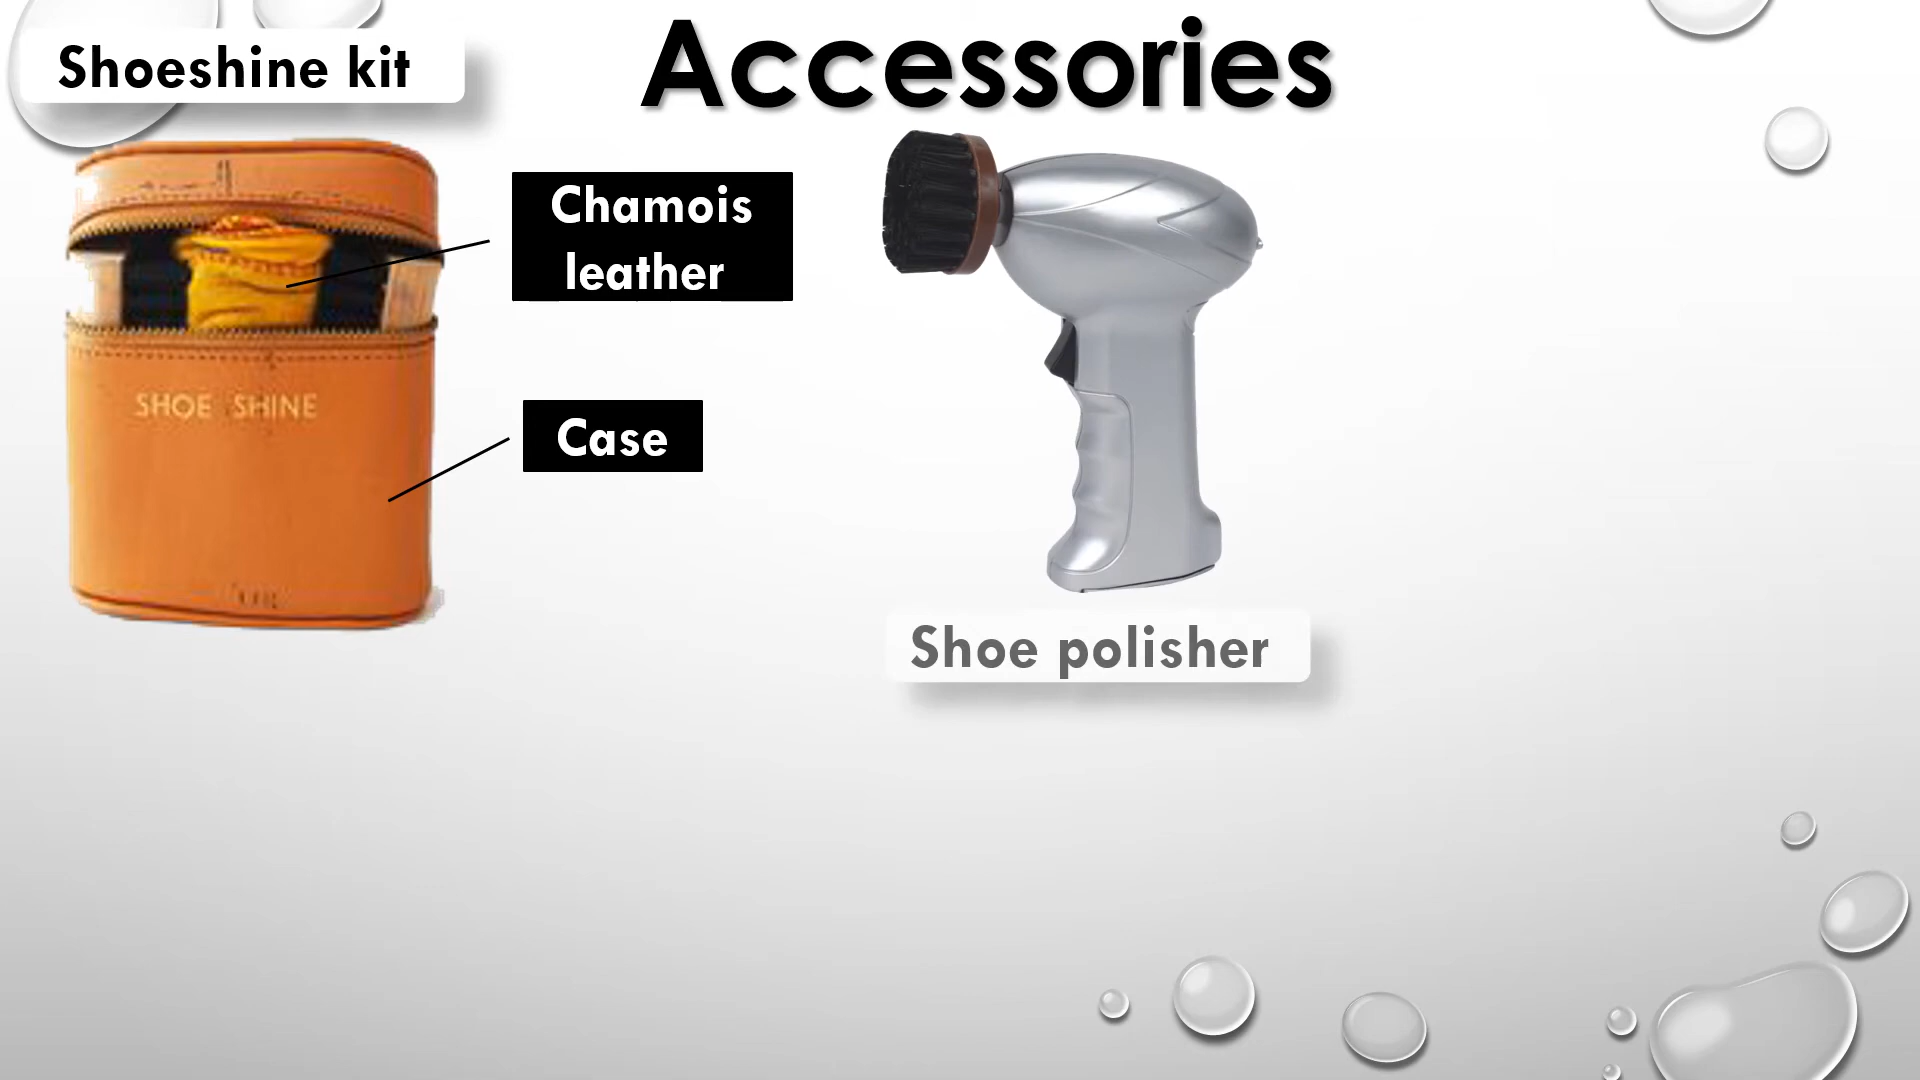 Accessories
Shoeshine kit
Chamois
leather
SHOE SHINE
Case
Shoe polisher